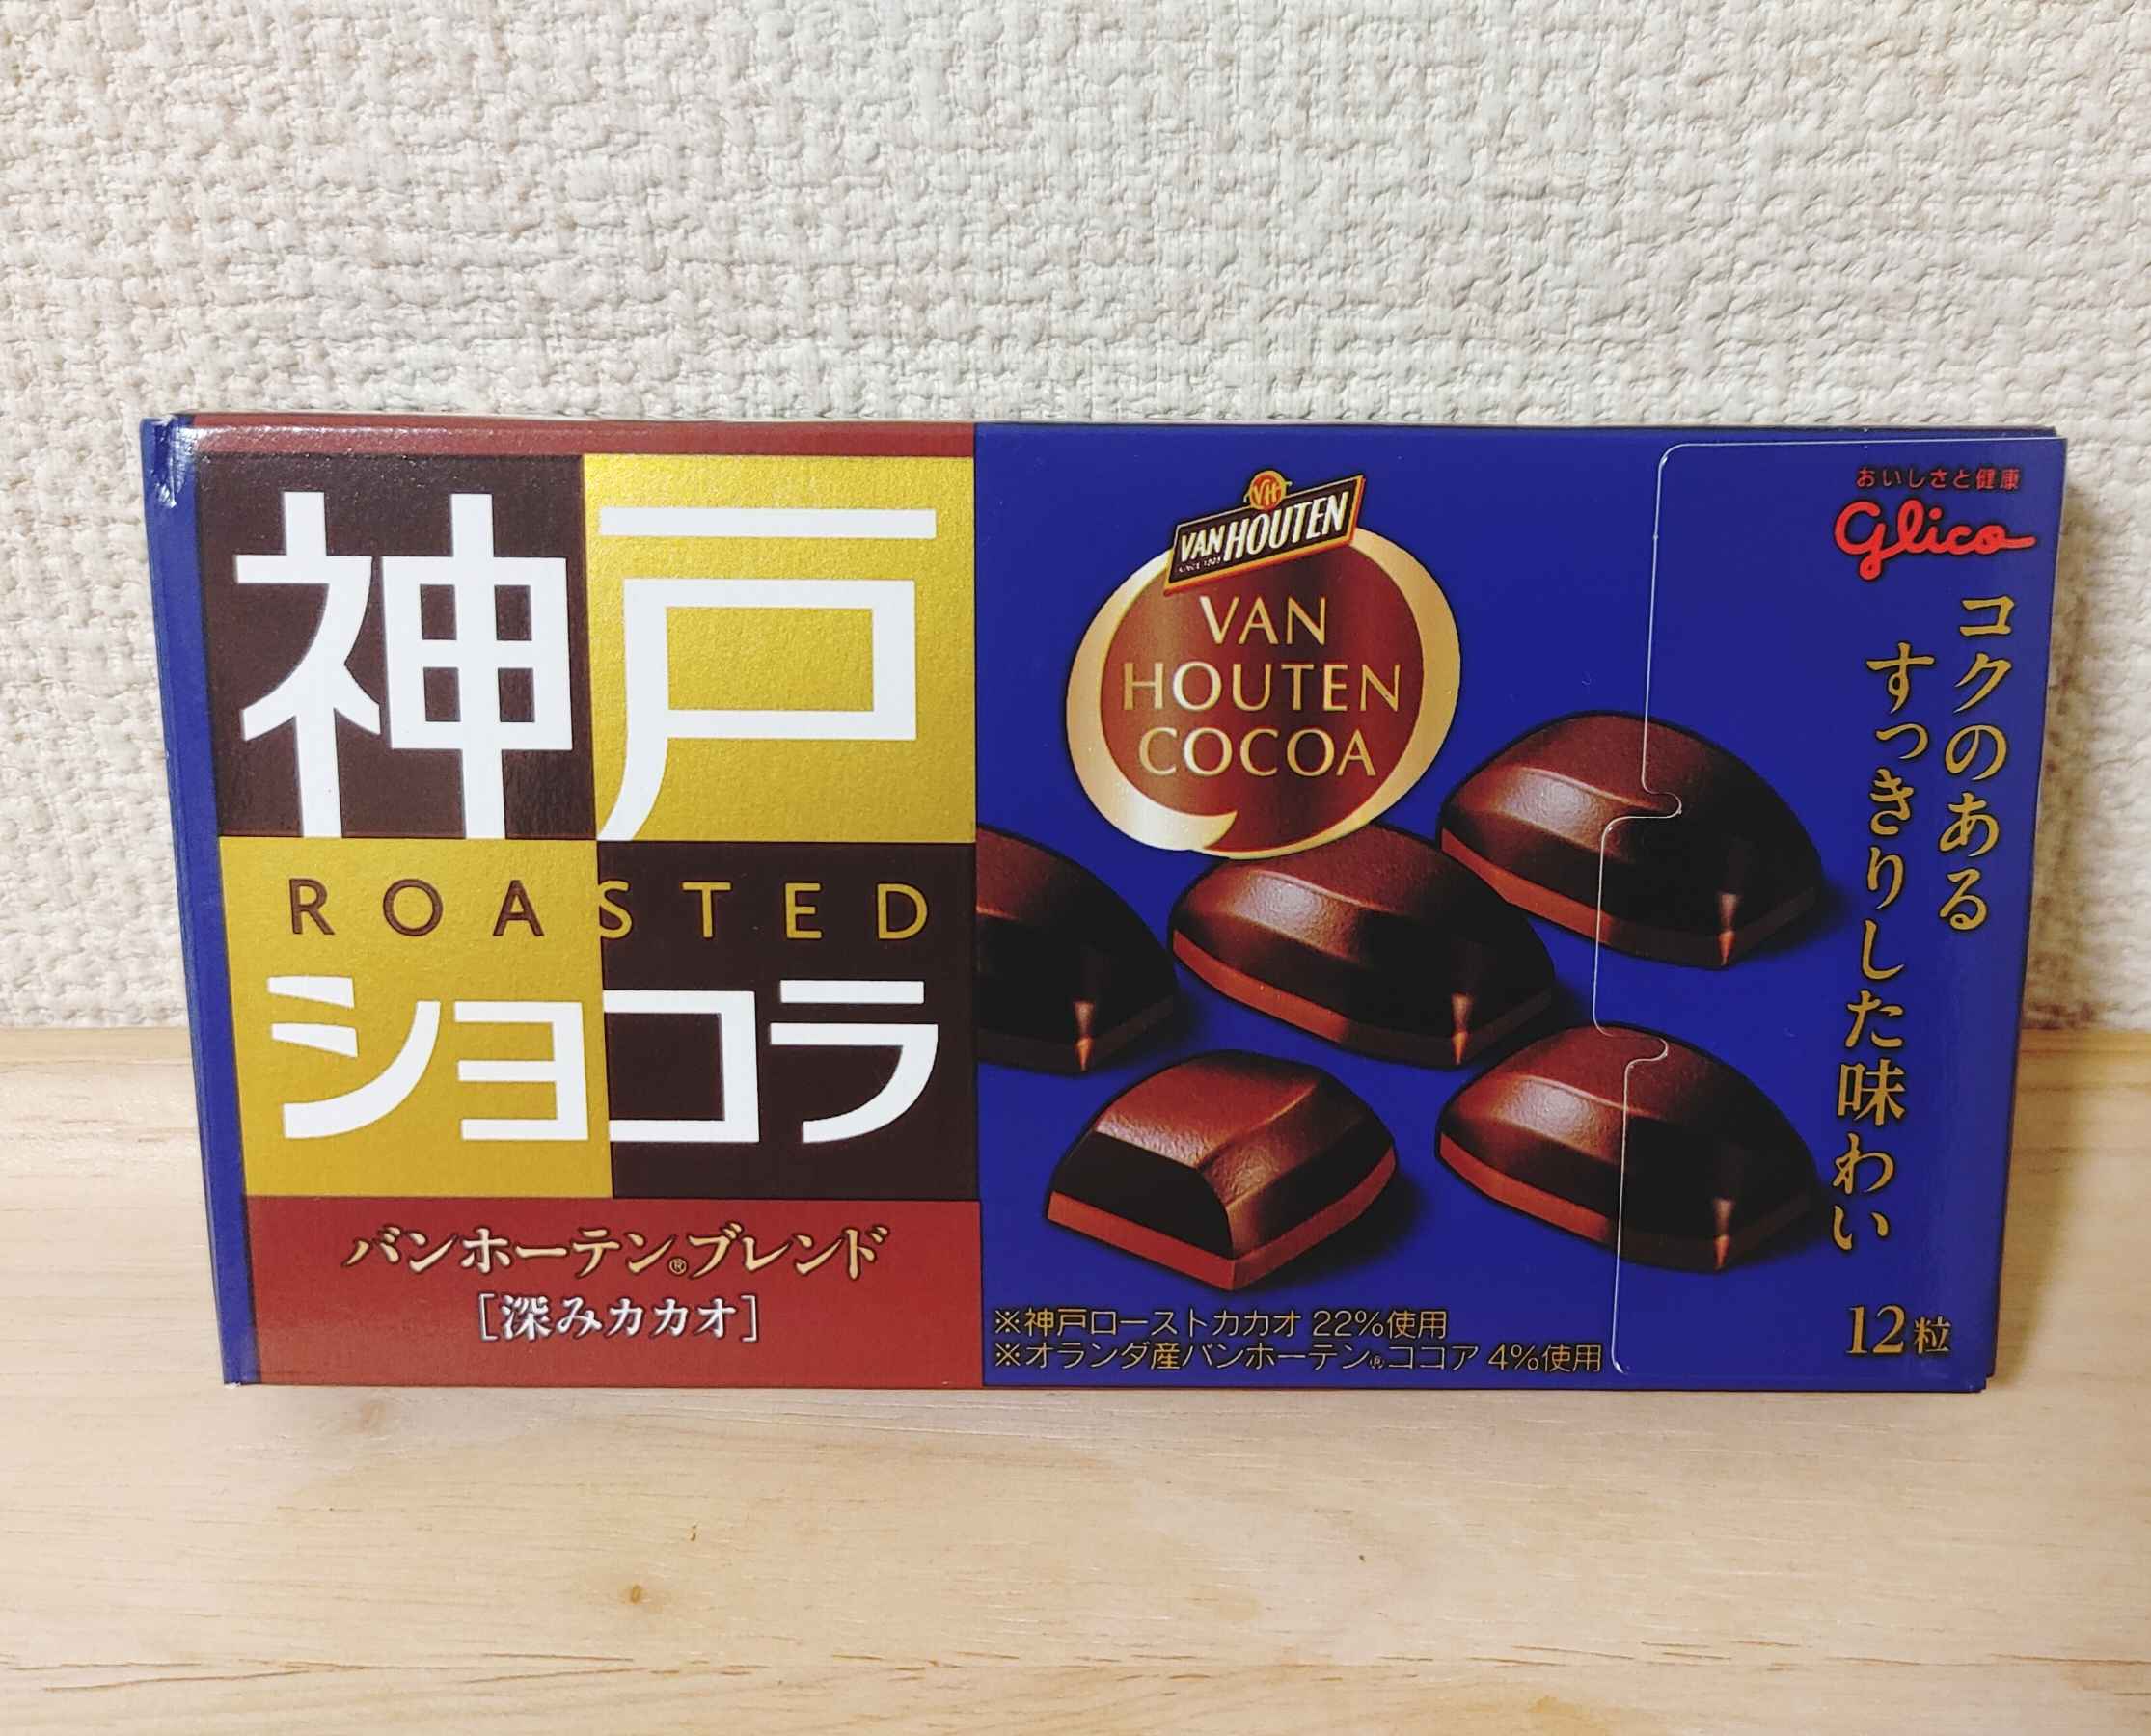 神戸
ROASTED
ショコラ
バンホーテン®ブレンド
[深みカカオ]
VH
VAN HOUTEN
SINCE 1828
VAN
HOUTEN
COCOA
※神戸ローストカカオ 22%使用
※オランダ産バンホーテン®ココア 4%使用
おいしさと健康
Glico
コクのある
すっきりした味わい
12粒